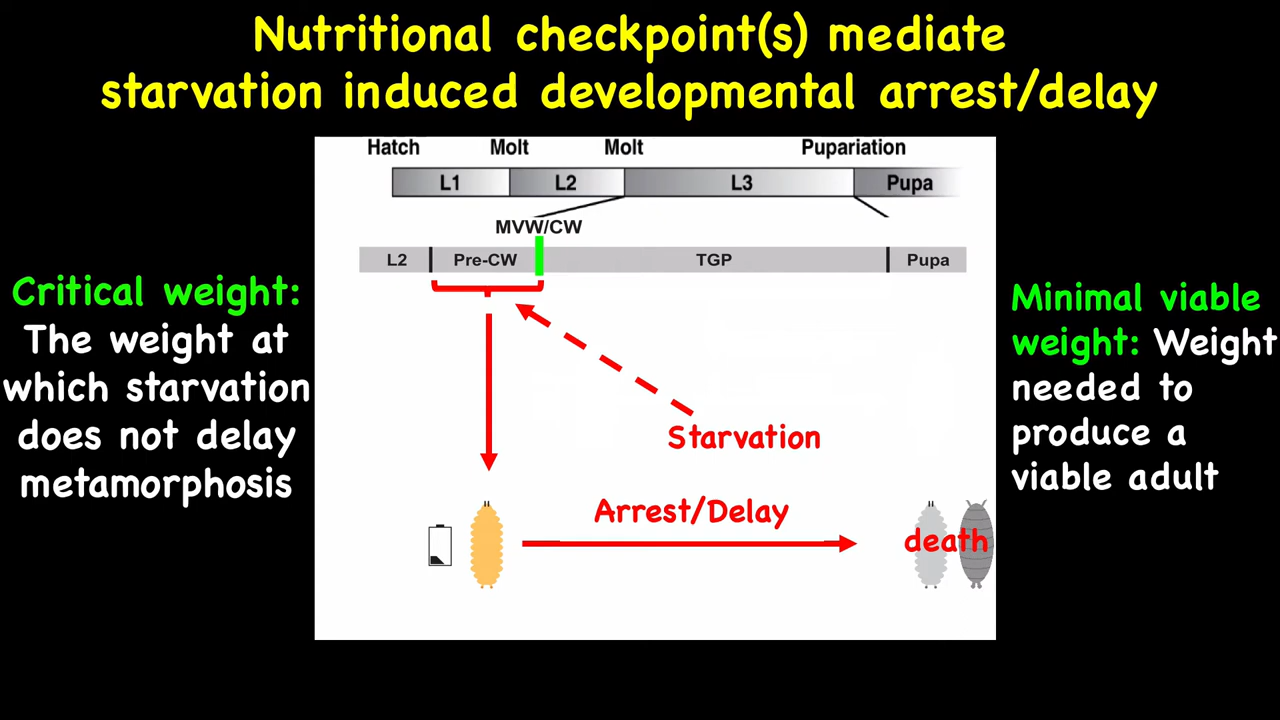 Nutritional checkpoint(s) mediate
starvation induced developmental arrest/delay
Hatch Molt Molt Pupariation
L1 L2 L3 Pupa
MVW/CW
L2 Pre-CW TGP Pupa
Critical weight:
The weight at
which starvation
does not delay
metamorphosis
Minimal viable
weight: Weight
needed to
produce a
viable adult
Starvation
Arrest/Delay
death